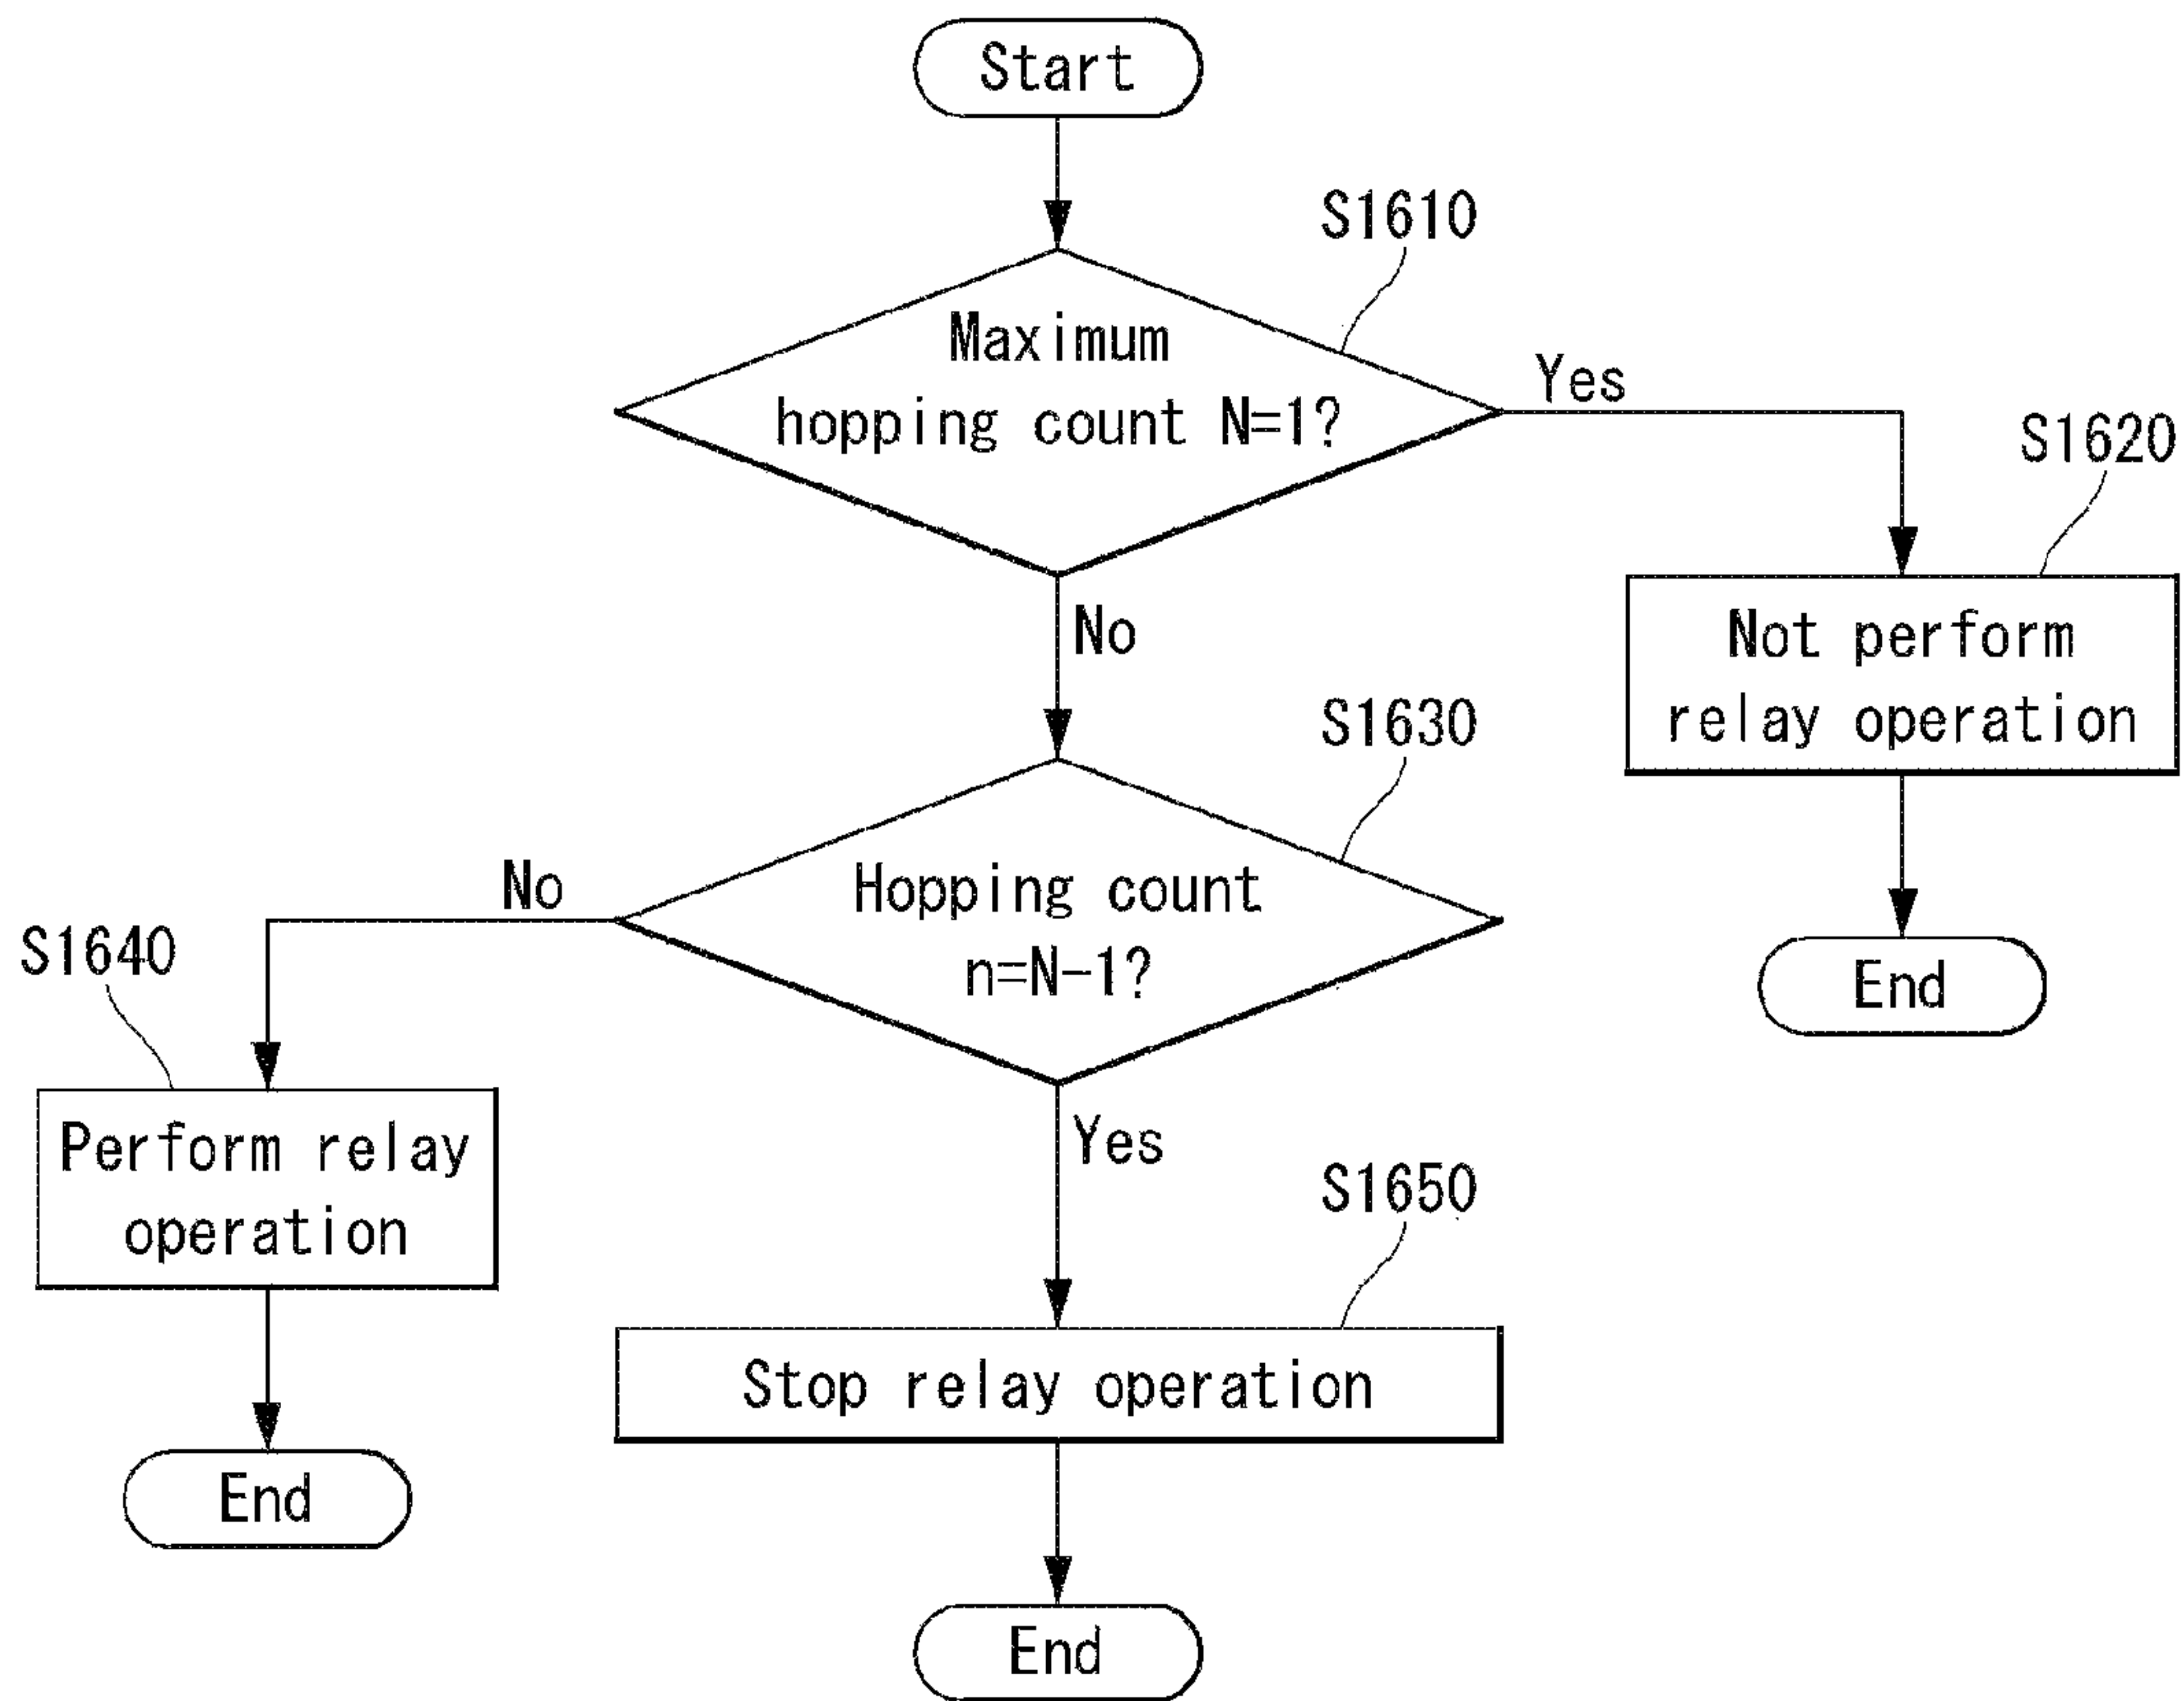 Start
S1610
Maximum
hopping count N=1?
Yes
S1620
Not perform
relay operation
No
End
S1630
Hopping count
n=N-1?
No
S1640
Perform relay
operation
Yes
S1650
Stop relay operation
End
End